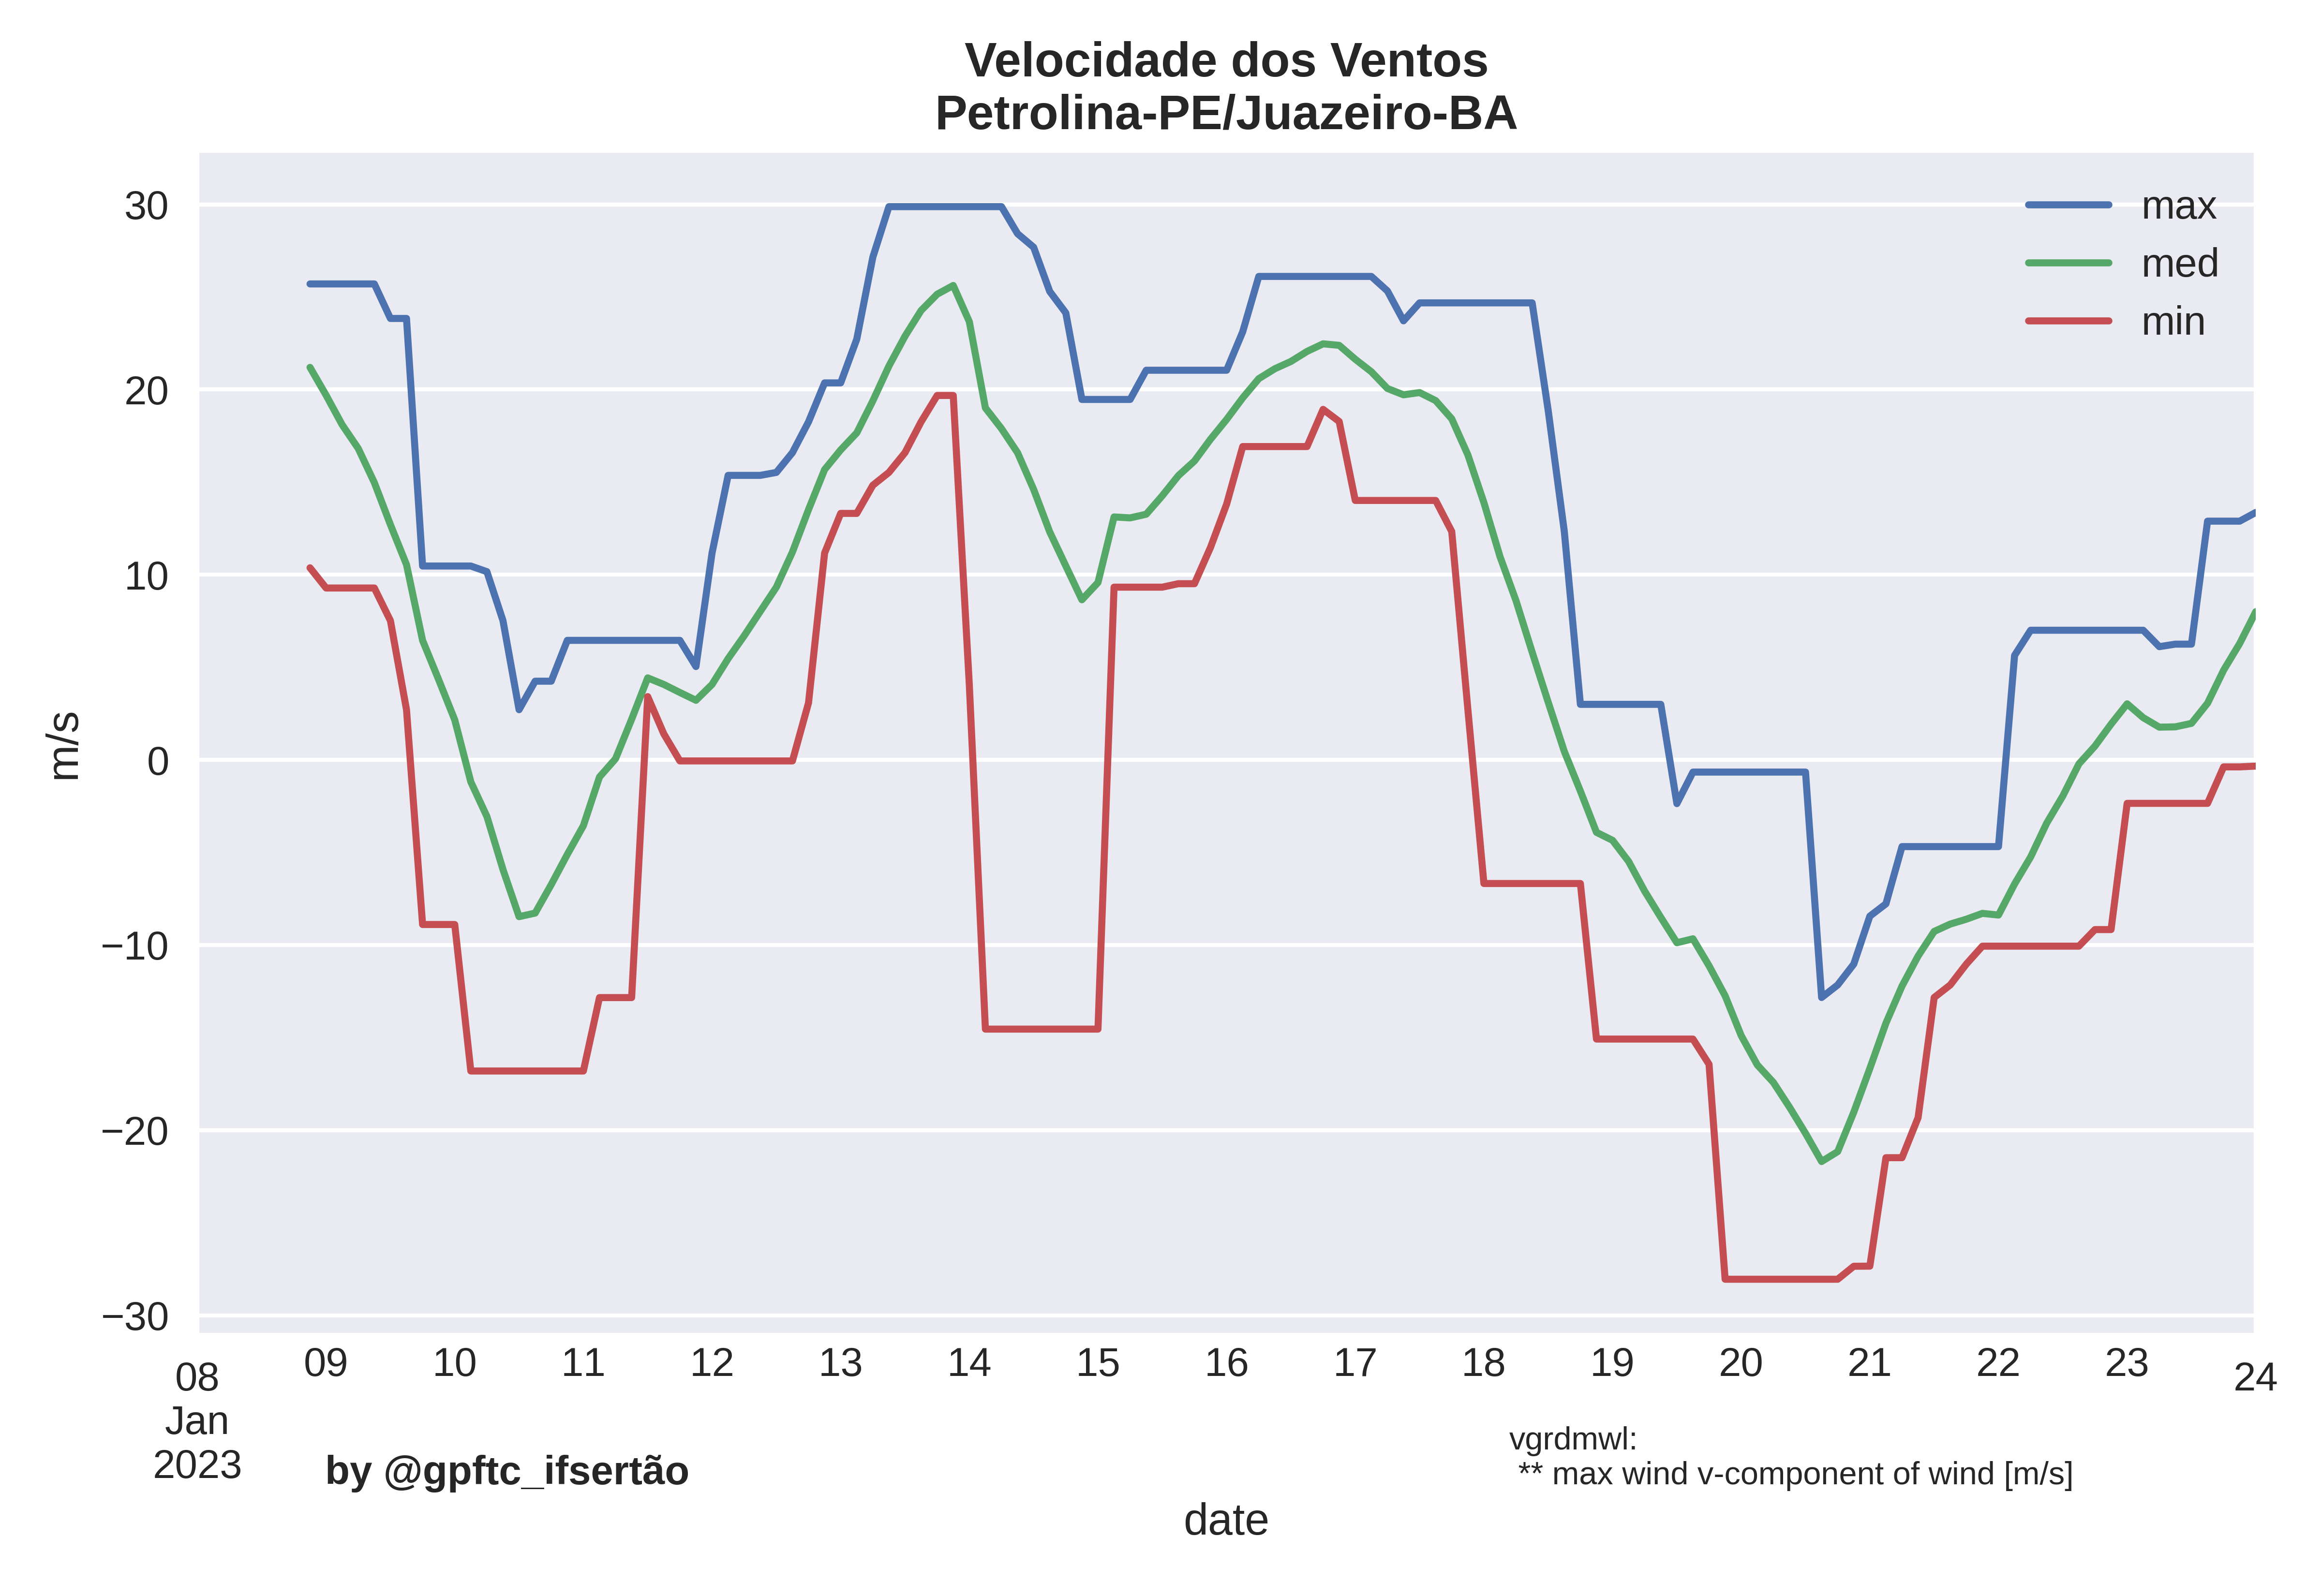 Velocidade dos Ventos
Petrolina-PE/Juazeiro-BA
30
20
10
0
−10
−20
−30
m/s
max
med
min
08 09 10 11 12 13 14 15 16 17 18 19 20 21 22 23 24
Jan
2023
by @gpftc_ifsertão
vgrdmwl:
** max wind v-component of wind [m/s]
date